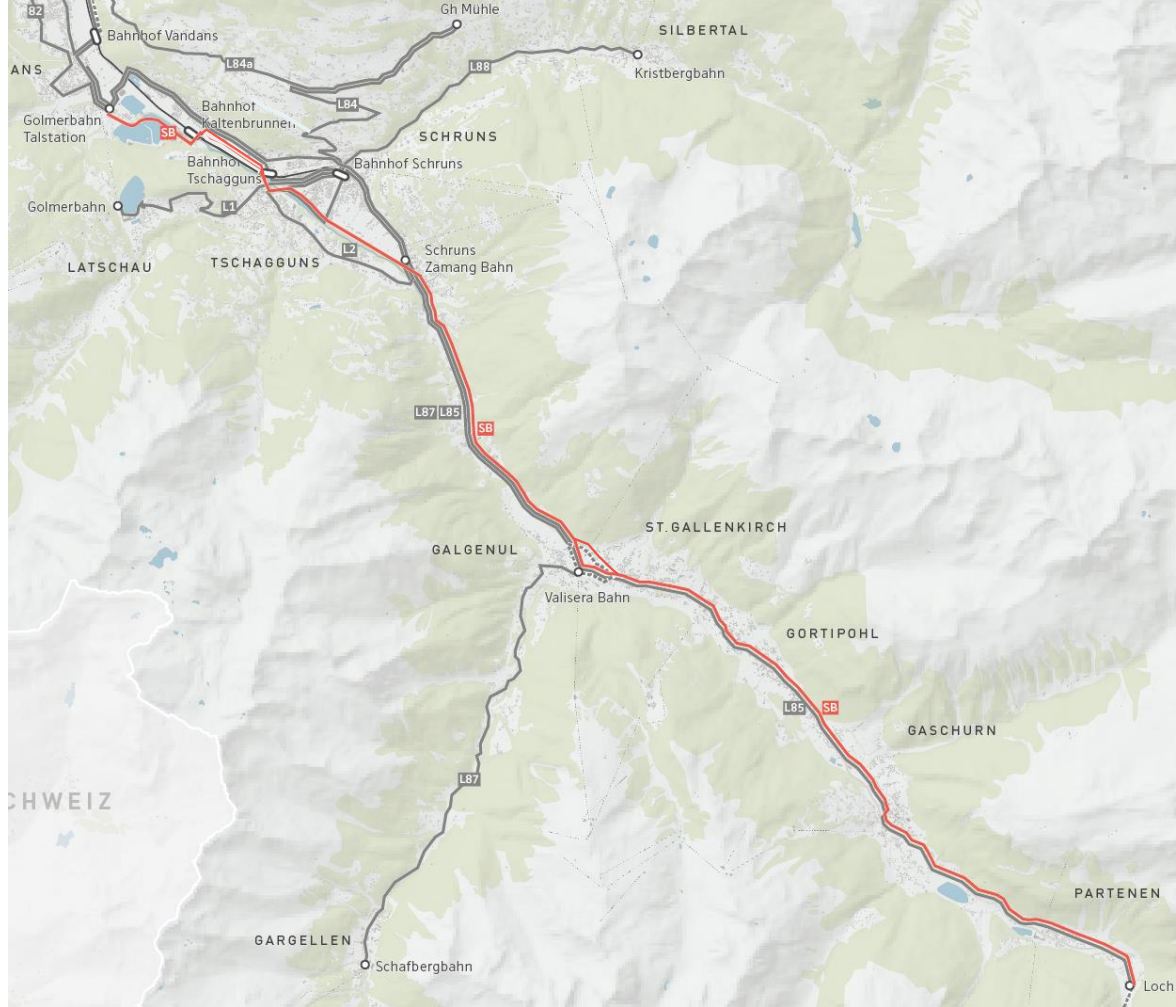 82
Gh Mühle
Bahnhof Vandans
SILBERTAL
ANS
L84a
L88
Kristbergbahn
L84
Golmerbahn
Talstation
Bahnhof
Kaltenbrunnen
SB
SCHRUNS
Bahnhof
Tschagguns
Bahnhof Schruns
Golmerbahn
L1
L2
LATSCHAU
TSCHAGGUNS
Schruns
Zamang Bahn
L87 L85
SB
ST.GALLENKIRCH
GALGENUL
Valisera Bahn
GORTIPOHL
L85 SB
GASCHURN
L87
CHWEIZ
PARTENEN
GARGELLEN
Schafbergbahn
Loch